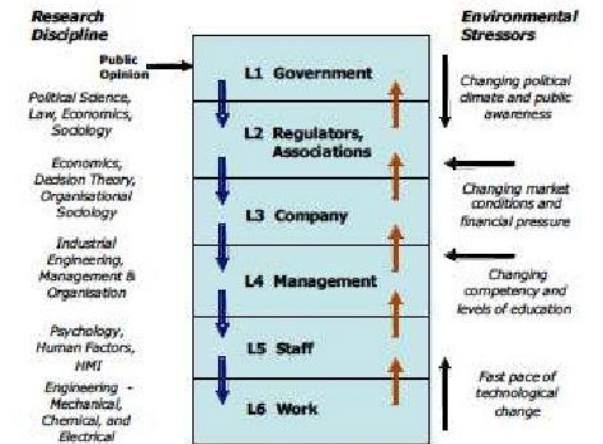 Research
Discipline
Public
Opinion
Political Science,
Law, Economics,
Sociology
Economics,
Decision Theory,
Organisational
Sociology
Industrial
Engineering,
Management &
Organisation
Psychology,
Human Factors,
HMI
Engineering -
Mechanical,
Chemical, and
Electrical
L1 Government
L2 Regulators,
Associations
L3 Company
L4 Management
L5 Staff
L6 Work
Environmental
Stressors
Changing political
climate and public
awareness
Changing market
conditions and
financial pressure
Changing
competency and
levels of education
Fast pace of
technological
change